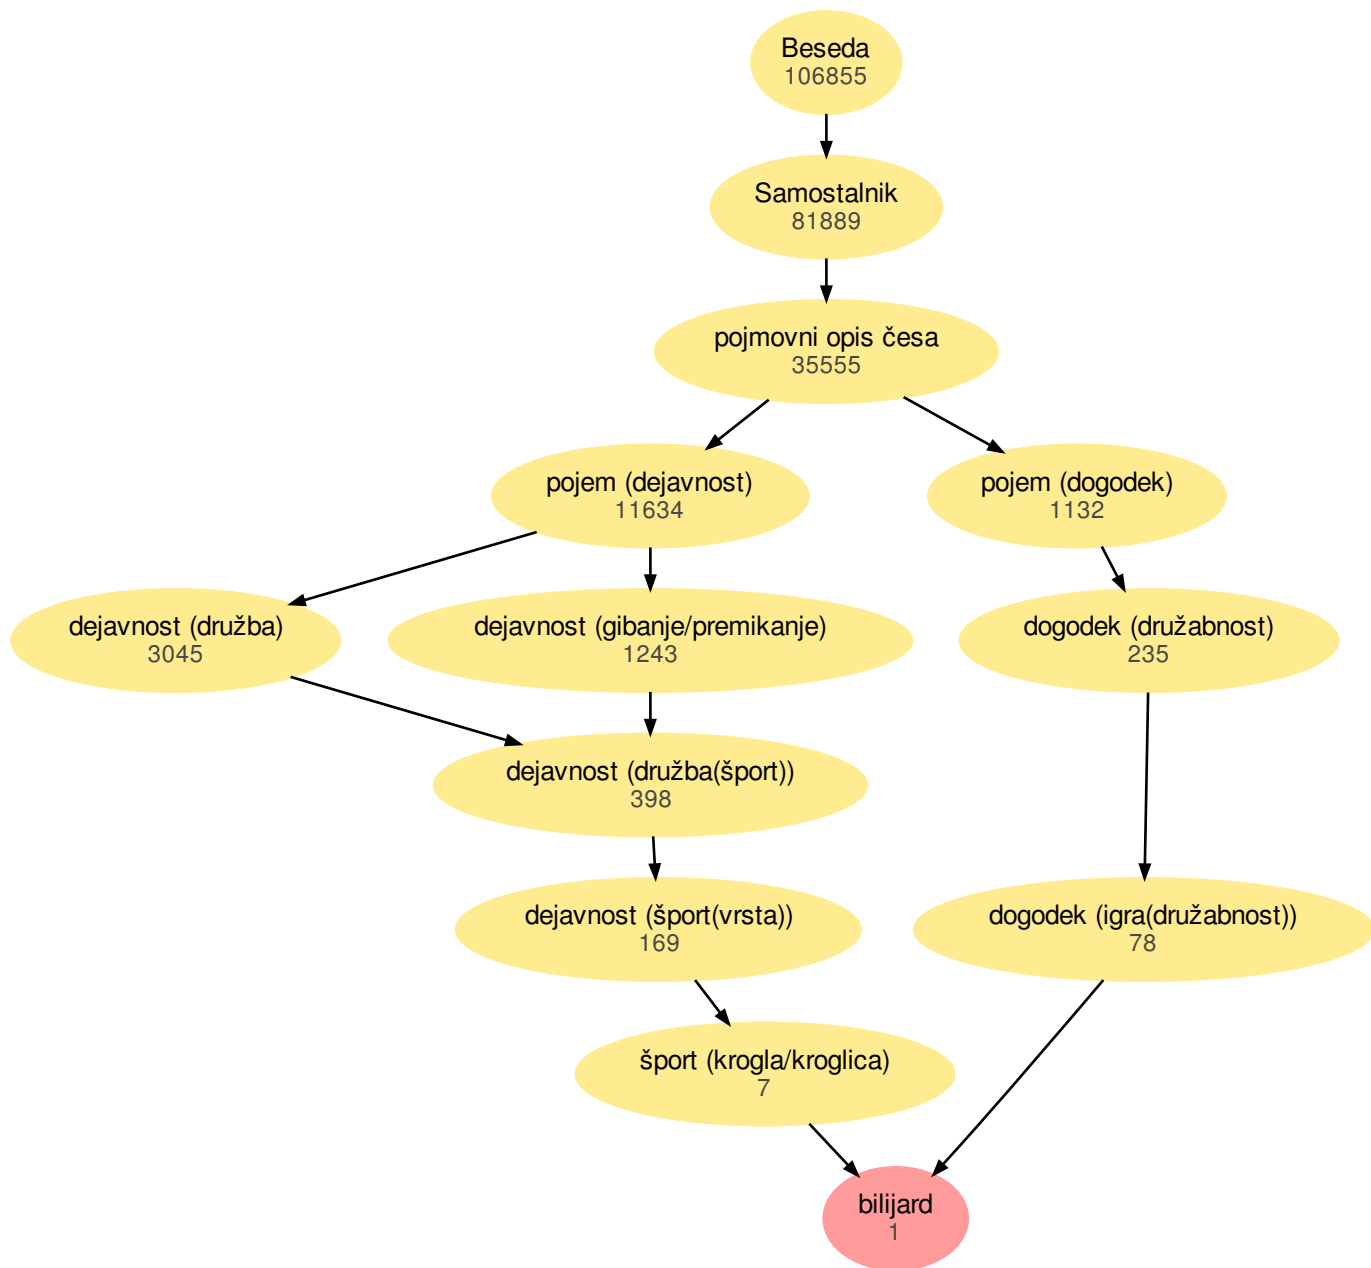 Beseda
106855
Samostalnik
81889
pojmovni opis česa
35555
pojem (dejavnost)
11634
pojem (dogodek)
1132
dejavnost (družba)
3045
dejavnost (gibanje/premikanje)
1243
dogodek (družabnost)
235
dejavnost (družba(šport))
398
dejavnost (šport(vrsta))
169
dogodek (igra(družabnost))
78
šport (krogla/kroglica)
7
bilijard
1